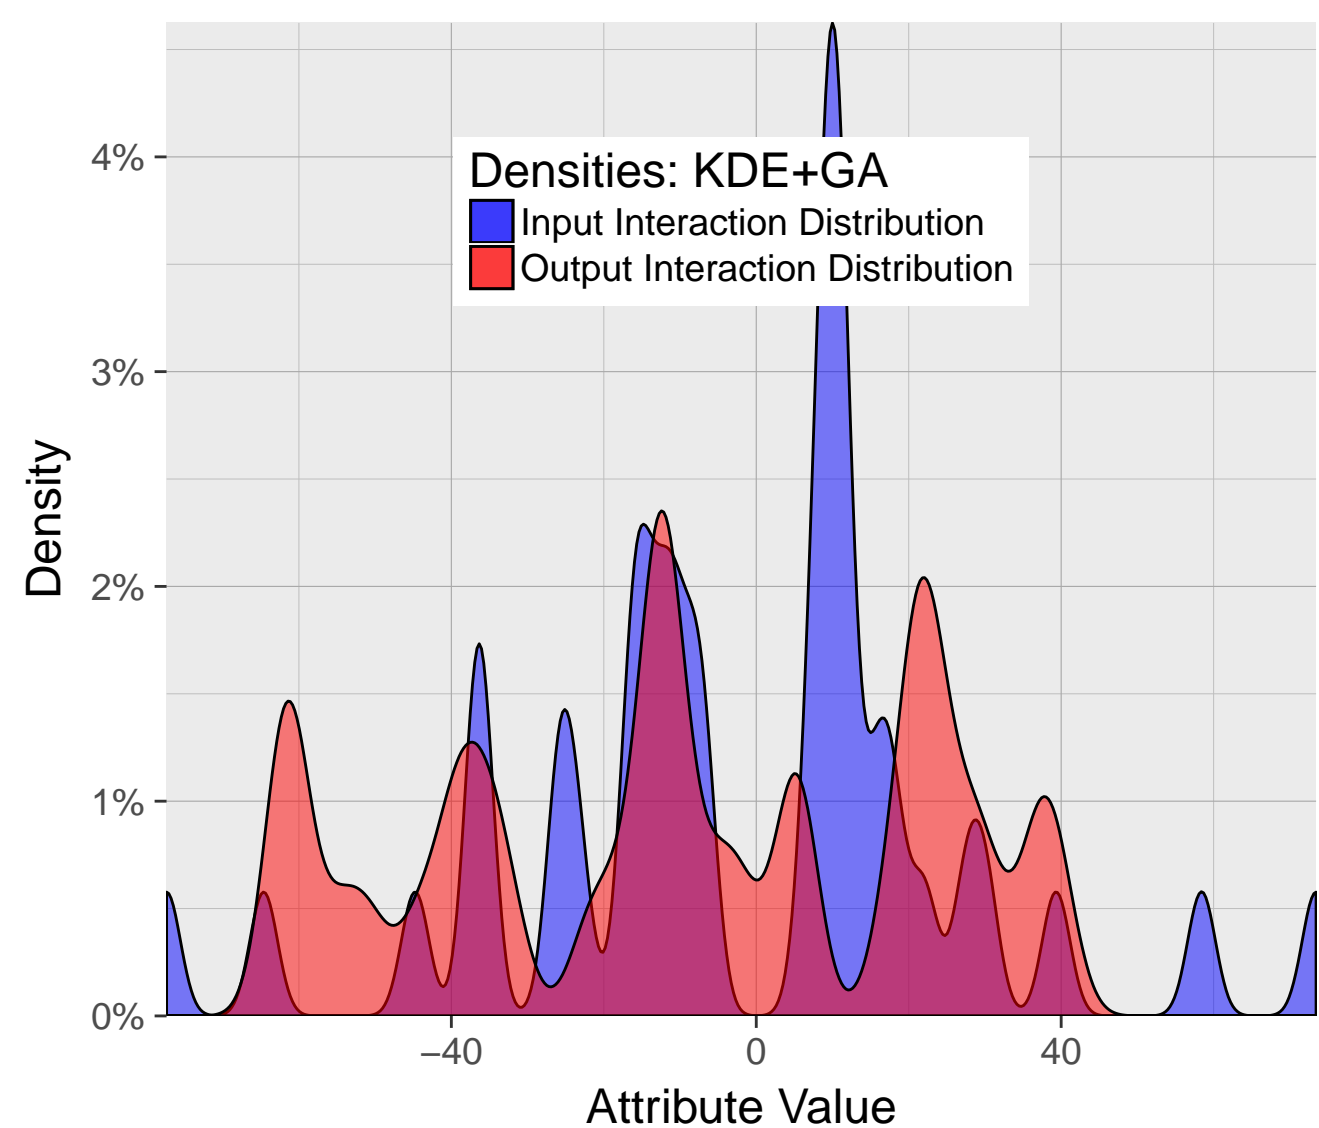 4%
3%
2%
1%
0%
Density
Densities: KDE+GA
Input Interaction Distribution
Output Interaction Distribution
−40
0
40
Attribute Value